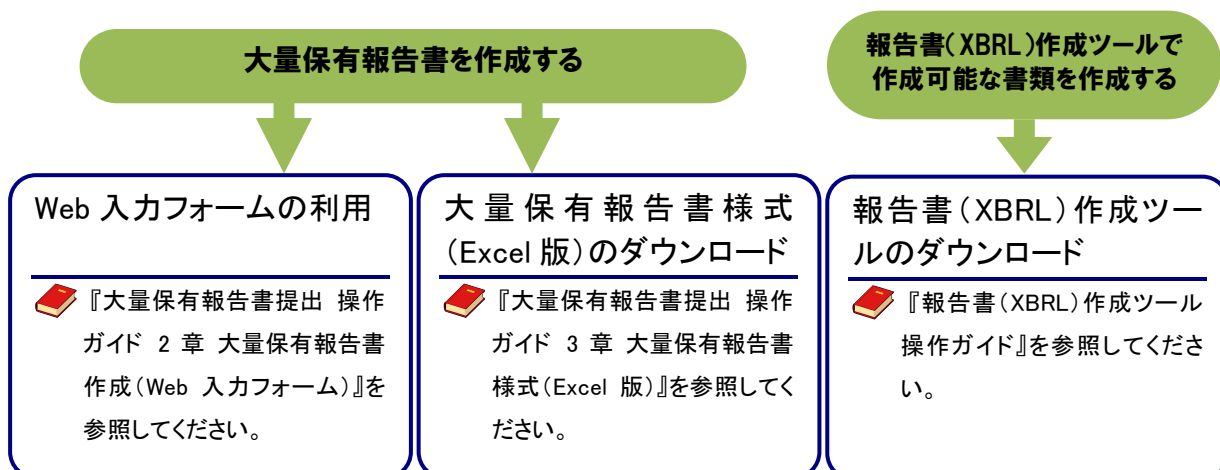 大量保有報告書を作成する
報告書(XBRL)作成ツールで
作成可能な書類を作成する
Web 入力フォームの利用
『大量保有報告書提出 操作
ガイド 2 章 大量保有報告書
作成(Web 入力フォーム)』を
参照してください。
大量保有報告書様式
(Excel 版)のダウンロード
『大量保有報告書提出 操作
ガイド 3 章 大量保有報告書
様式(Excel 版)』を参照してく
ださい。
報告書(XBRL)作成ツー
ルのダウンロード
『報告書(XBRL)作成ツール
操作ガイド』を参照してくださ
い。